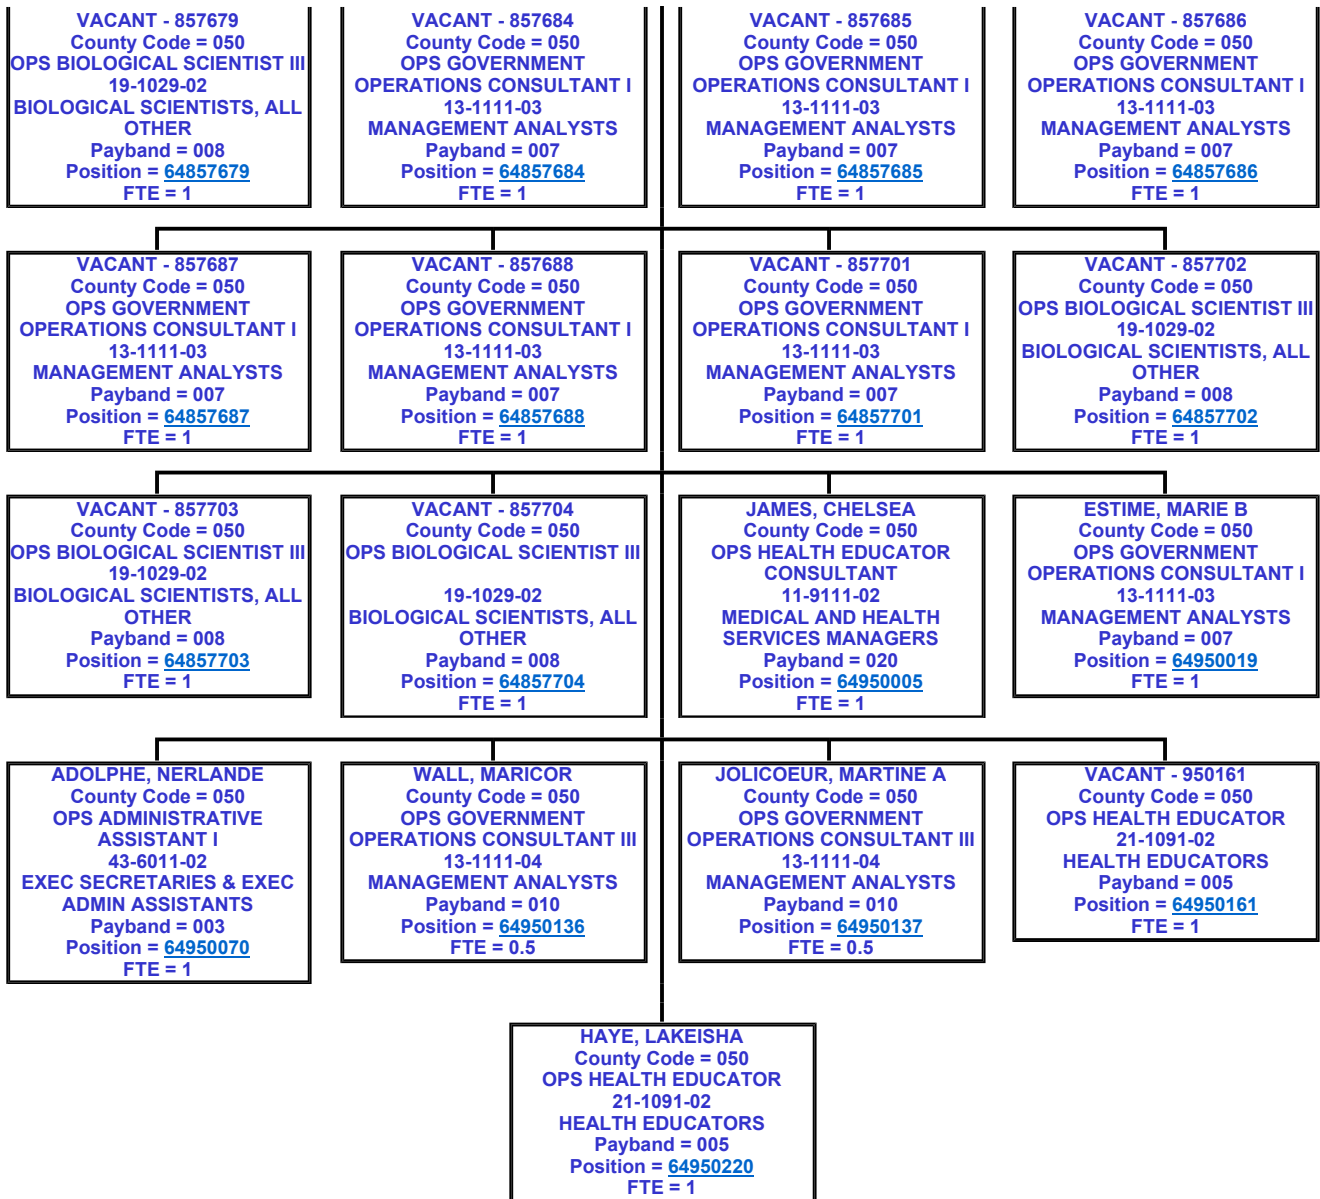 VACANT - 857679
County Code = 050
OPS BIOLOGICAL SCIENTIST III
19-1029-02
BIOLOGICAL SCIENTISTS, ALL
OTHER
Payband = 008
Position = 64857679
FTE = 1
VACANT - 857684
County Code = 050
OPS GOVERNMENT
OPERATIONS CONSULTANT I
13-1111-03
MANAGEMENT ANALYSTS
Payband = 007
Position = 64857684
FTE = 1
VACANT - 857685
County Code = 050
OPS GOVERNMENT
OPERATIONS CONSULTANT I
13-1111-03
MANAGEMENT ANALYSTS
Payband = 007
Position = 64857685
FTE = 1
VACANT - 857686
County Code = 050
OPS GOVERNMENT
OPERATIONS CONSULTANT I
13-1111-03
MANAGEMENT ANALYSTS
Payband = 007
Position = 64857686
FTE = 1
VACANT - 857687
County Code = 050
OPS GOVERNMENT
OPERATIONS CONSULTANT I
13-1111-03
MANAGEMENT ANALYSTS
Payband = 007
Position = 64857687
FTE = 1
VACANT - 857688
County Code = 050
OPS GOVERNMENT
OPERATIONS CONSULTANT I
13-1111-03
MANAGEMENT ANALYSTS
Payband = 007
Position = 64857688
FTE = 1
VACANT - 857701
County Code = 050
OPS GOVERNMENT
OPERATIONS CONSULTANT I
13-1111-03
MANAGEMENT ANALYSTS
Payband = 007
Position = 64857701
FTE = 1
VACANT - 857702
County Code = 050
OPS BIOLOGICAL SCIENTIST III
19-1029-02
BIOLOGICAL SCIENTISTS, ALL
OTHER
Payband = 008
Position = 64857702
FTE = 1
VACANT - 857703
County Code = 050
OPS BIOLOGICAL SCIENTIST III
19-1029-02
BIOLOGICAL SCIENTISTS, ALL
OTHER
Payband = 008
Position = 64857703
FTE = 1
VACANT - 857704
County Code = 050
OPS BIOLOGICAL SCIENTIST III
19-1029-02
BIOLOGICAL SCIENTISTS, ALL
OTHER
Payband = 008
Position = 64857704
FTE = 1
JAMES, CHELSEA
County Code = 050
OPS HEALTH EDUCATOR
CONSULTANT
11-9111-02
MEDICAL AND HEALTH
SERVICES MANAGERS
Payband = 020
Position = 64950005
FTE = 1
ESTIME, MARIE B
County Code = 050
OPS GOVERNMENT
OPERATIONS CONSULTANT I
13-1111-03
MANAGEMENT ANALYSTS
Payband = 007
Position = 64950019
FTE = 1
ADOLPHE, NERLANDE
County Code = 050
OPS ADMINISTRATIVE
ASSISTANT I
43-6011-02
EXEC SECRETARIES & EXEC
ADMIN ASSISTANTS
Payband = 003
Position = 64950070
FTE = 1
WALL, MARICOR
County Code = 050
OPS GOVERNMENT
OPERATIONS CONSULTANT III
13-1111-04
MANAGEMENT ANALYSTS
Payband = 010
Position = 64950136
FTE = 0.5
JOLICOEUR, MARTINE A
County Code = 050
OPS GOVERNMENT
OPERATIONS CONSULTANT III
13-1111-04
MANAGEMENT ANALYSTS
Payband = 010
Position = 64950137
FTE = 0.5
VACANT - 950161
County Code = 050
OPS HEALTH EDUCATOR
21-1091-02
HEALTH EDUCATORS
Payband = 005
Position = 64950161
FTE = 1
HAYE, LAKEISHA
County Code = 050
OPS HEALTH EDUCATOR
21-1091-02
HEALTH EDUCATORS
Payband = 005
Position = 64950220
FTE = 1